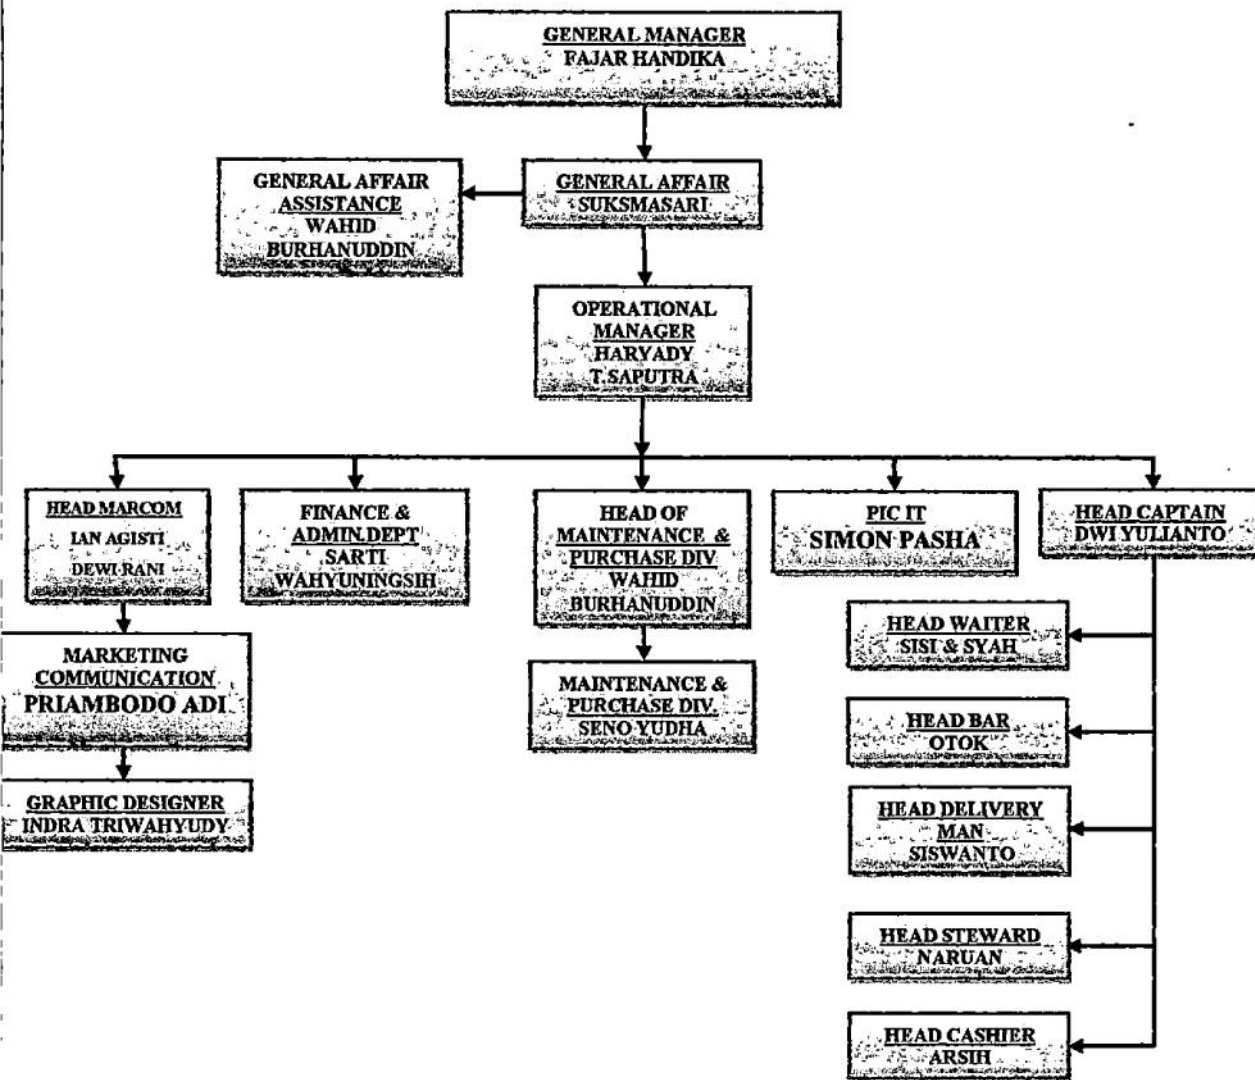 GENERAL MANAGER
FAJAR HANDIKA
GENERAL AFFAIR
ASSISTANCE
WAHID
BURHANUDDIN
GENERAL AFFAIR
SUKSMASARI
OPERATIONAL
MANAGER
HARYADY
T.SAPUTRA
HEAD MARCOM
IAN AGISTI
DEWI RANI
FINANCE &
ADMIN.DEPT
SARTI
WAHYUNINGSIH
HEAD OF
MAINTENANCE &
PURCHASE DIV
WAHID
BURHANUDDIN
PIC IT
SIMON PASHA
HEAD CAPTAIN
DWI YULIANTO
MARKETING
COMMUNICATION
PRIAMBODO ADI
MAINTENANCE &
PURCHASE DIV.
SENO YUDHA
GRAPHIC DESIGNER
INDRA TRIWAHYUDY
HEAD WAITER
SISI & SYAH
HEAD BAR
OTOK
HEAD DELIVERY
MAN
SISWANTO
HEAD STEWARD
NARUAN
HEAD CASHIER
ARSIH